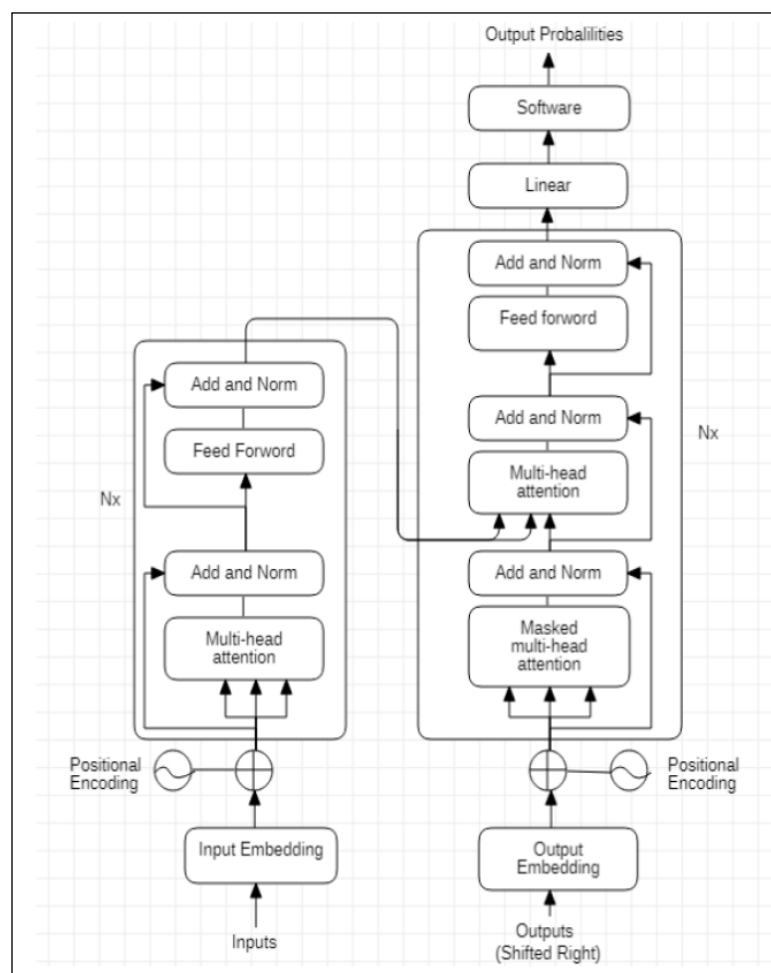 Output Probalilities
Software
Linear
Add and Norm
Feed forword
Add and Norm
Nx
Multi-head
attention
Add and Norm
Masked
multi-head
attention
Add and Norm
Feed Forword
Nx
Add and Norm
Multi-head
attention
Positional
Encoding
Positional
Encoding
Input Embedding
Output
Embedding
Inputs
Outputs
(Shifted Right)